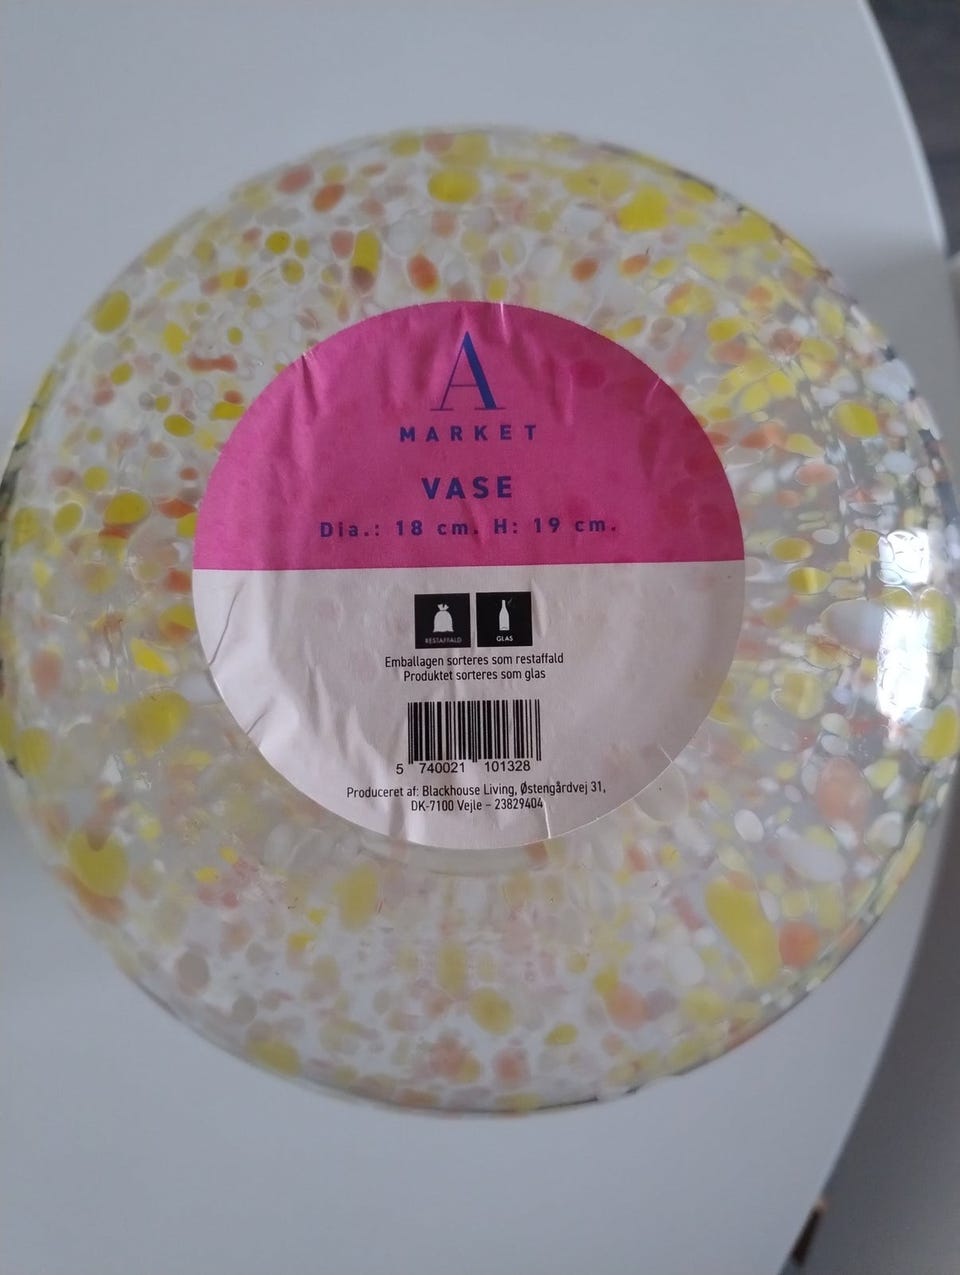 A
MARKET
VASE
Dia.: 18 cm. H: 19 cm.
RESTAFFALD GLAS
Emballagen sorteres som restaffald
Produktet sorteres som glas
5 740021 101328
Produceret af: Blackhouse Living, Østengårdvej 31,
DK-7100 Vejle – 23829404